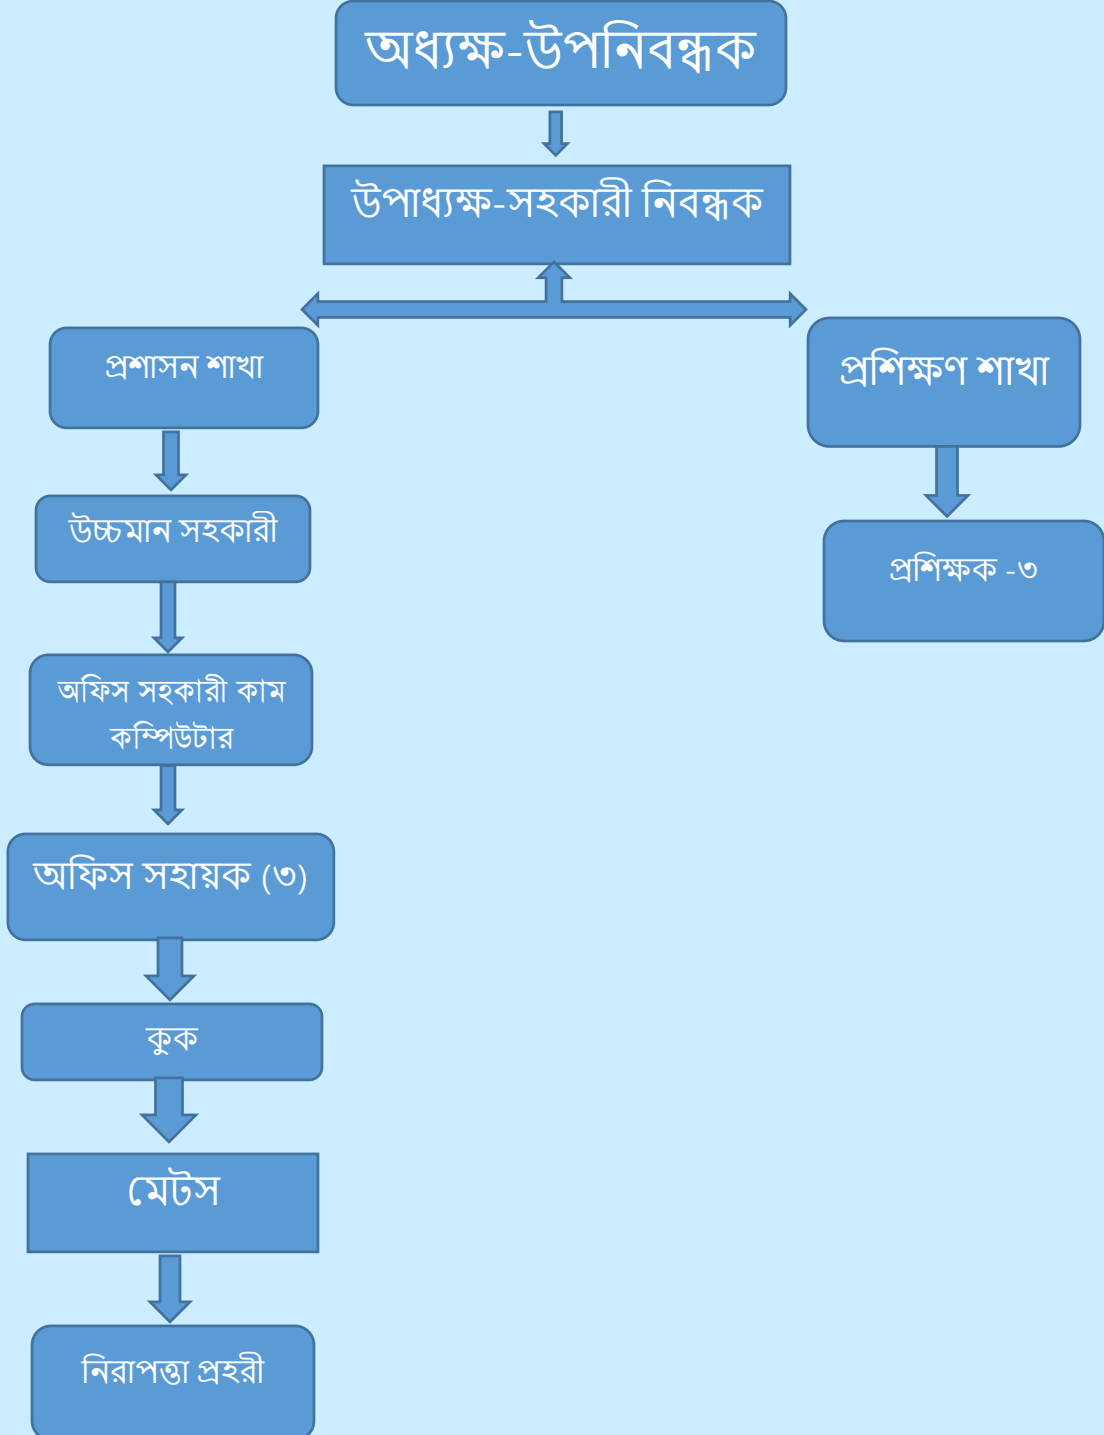 অধ্যক্ষ-উপনিবন্ধক
উপাধ্যক্ষ-সহকারী নিবন্ধক
প্রশাসন শাখা
প্রশিক্ষণ শাখা
উচ্চমান সহকারী
প্রশিক্ষক -৩
অফিস সহকারী কাম
কম্পিউটার
অফিস সহায়ক (৩)
কুক
মেটস
নিরাপত্তা প্রহরী